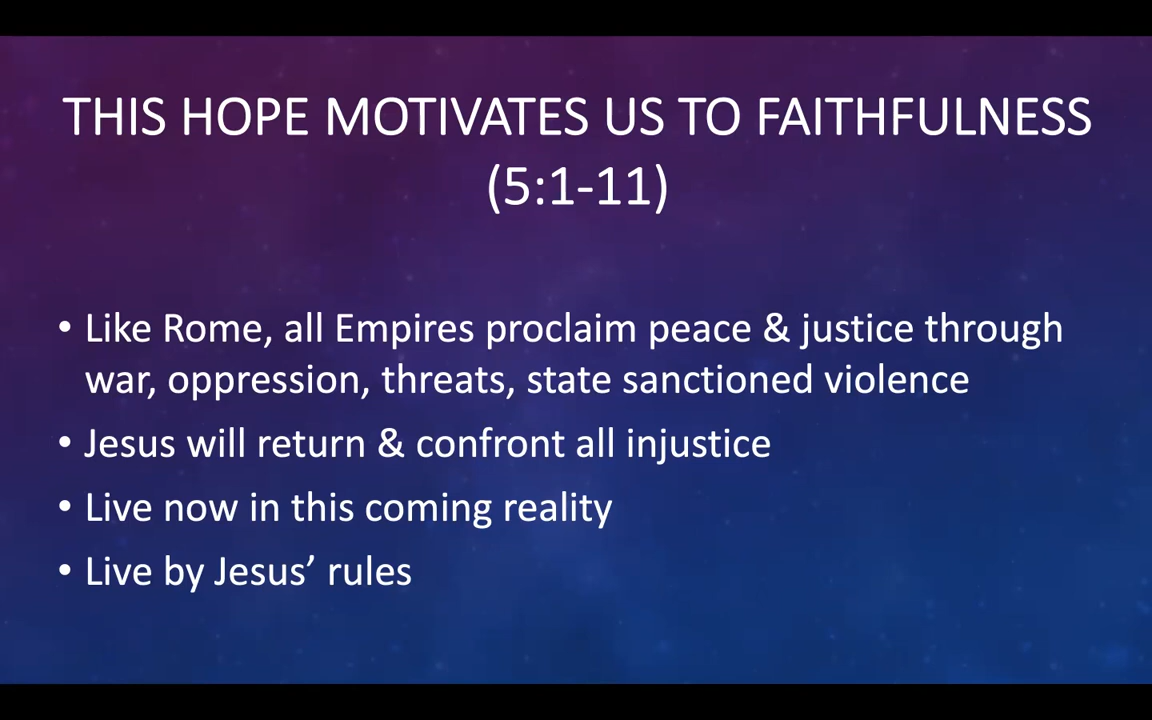 THIS HOPE MOTIVATES US TO FAITHFULNESS
(5:1-11)
• Like Rome, all Empires proclaim peace & justice through
war, oppression, threats, state sanctioned violence
• Jesus will return & confront all injustice
• Live now in this coming reality
• Live by Jesus’ rules